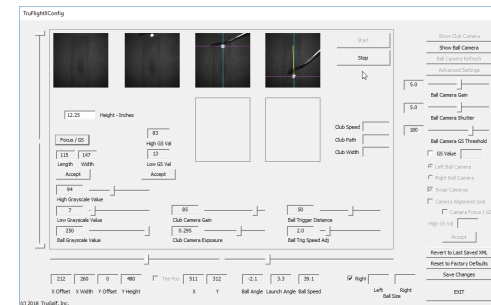 TruFlightIIConfig
Start
Stop
12.25 Height - Inches
Focus / GS
83
High GS Val
115 147
13
Length Width
Low GS Val
Accept Accept
94
High Grayscale Value
7
Low Grayscale Value
250
Ball Grayscale Value
85
Club Camera Gain
0.295
Club Camera Exposure
50
Ball Trigger Distance
2.0
Ball Trig Speed Adj
Club Speed
Club Path
Club Width
212 260 0 480
X Offset X Width Y Offset Y Height
Tee Pos 511 312
X Y
-2.1 3.3 39.1
Ball Angle Launch Angle Ball Speed
Right
Left Right
Ball Size
Show Club Camera
Show Ball Camera
Ball Camera Refresh
Advanced Settings
5.0
Ball Camera Gain
5.0
Ball Camera Shutter
180
Ball Camera GS Threshold
GS Value
Left Ball Camera
Right Ball Camera
Swap Cameras
Camera Alignment Grid
Camera Focus / GS
High GS Val
Accept
Revert to Last Saved XML
Reset to Factory Defaults
Save Changes
EXIT
(c) 2018, TruGolf, Inc.